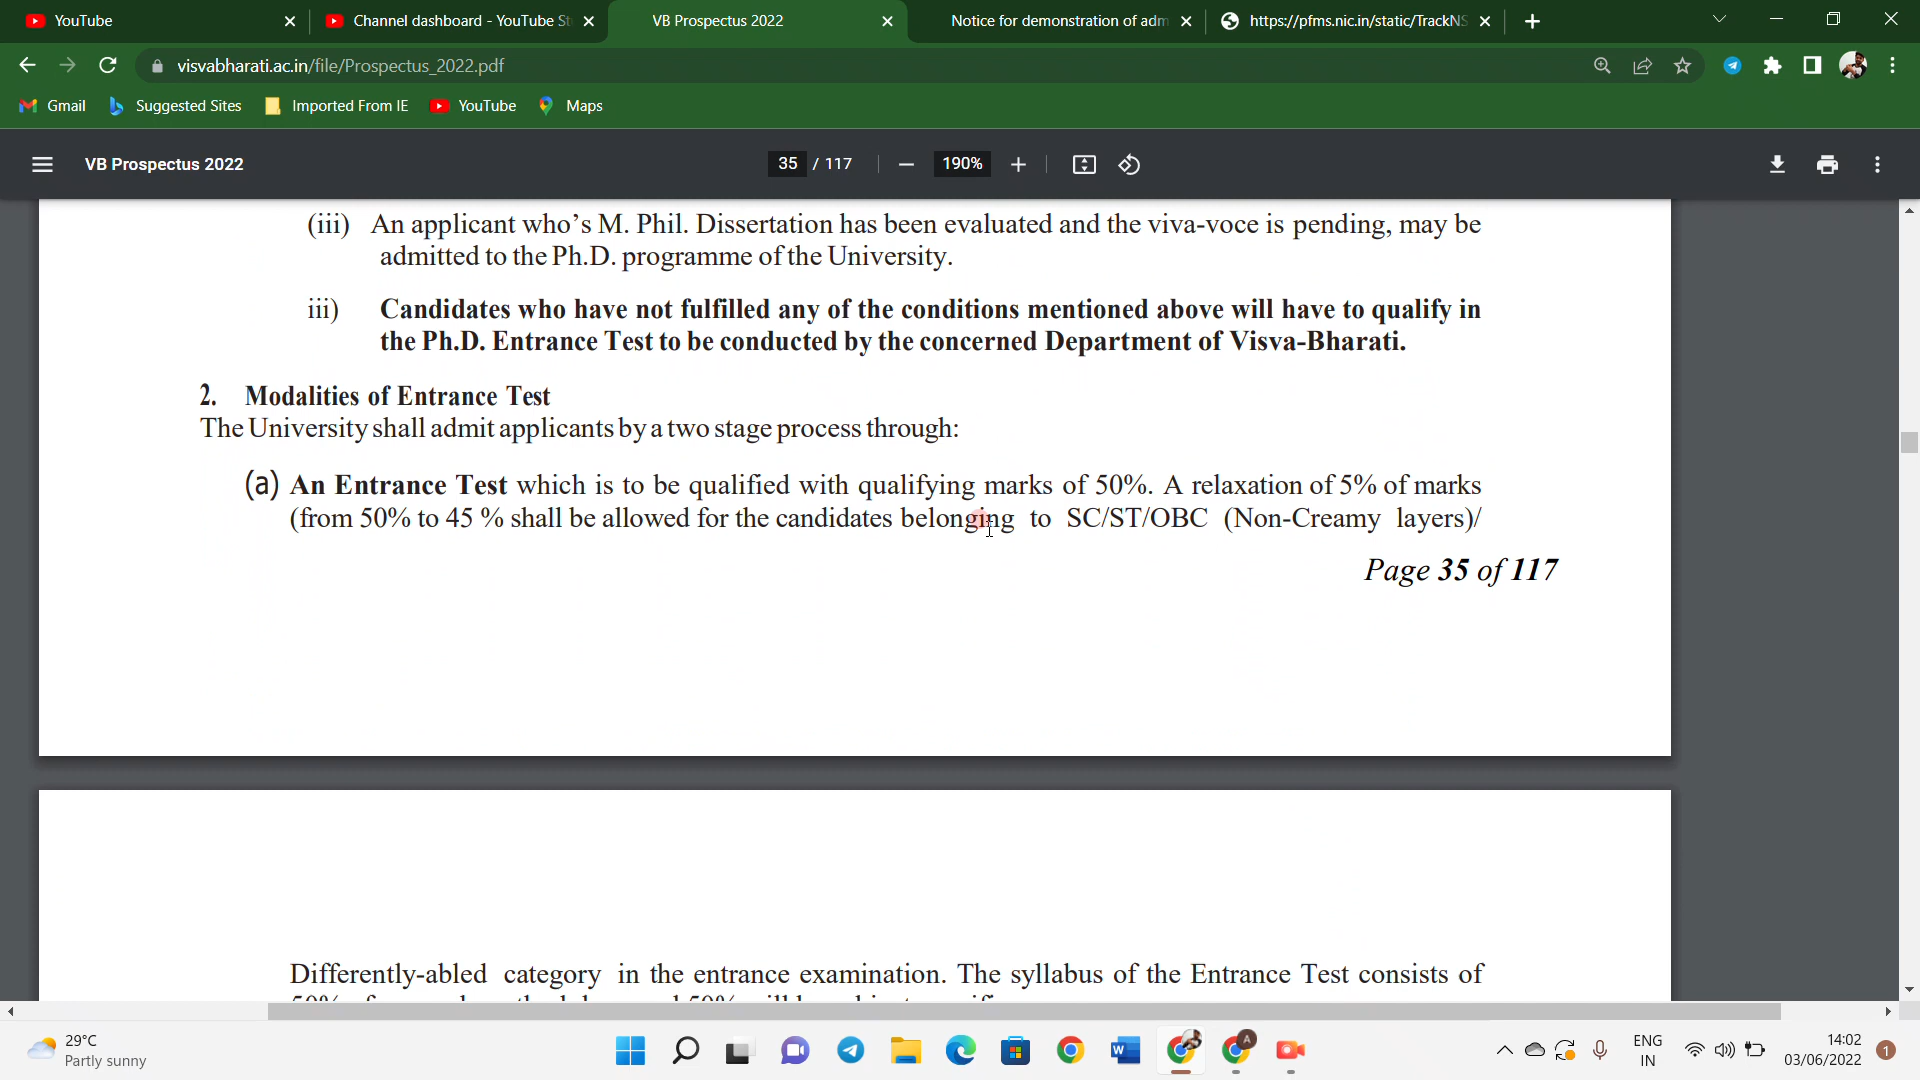 YouTube
Channel dashboard - YouTube St
VB Prospectus 2022
Notice for demonstration of adm
https://pfms.nic.in/static/TrackNS
visvabharati.ac.in/file/Prospectus_2022.pdf
Gmail
Suggested Sites
Imported From IE
YouTube
Maps
VB Prospectus 2022
35 / 117
190%
(iii) An applicant who’s M. Phil. Dissertation has been evaluated and the viva-voce is pending, may be
admitted to the Ph.D. programme of the University.
iii) Candidates who have not fulfilled any of the conditions mentioned above will have to qualify in
the Ph.D. Entrance Test to be conducted by the concerned Department of Visva-Bharati.
2. Modalities of Entrance Test
The University shall admit applicants by a two stage process through:
(a) An Entrance Test which is to be qualified with qualifying marks of 50%. A relaxation of 5% of marks
(from 50% to 45 % shall be allowed for the candidates belonging to SC/ST/OBC (Non-Creamy layers)/
Page 35 of 117
Differently-abled category in the entrance examination. The syllabus of the Entrance Test consists of
29°C
Partly sunny
ENG
IN
14:02
03/06/2022
1